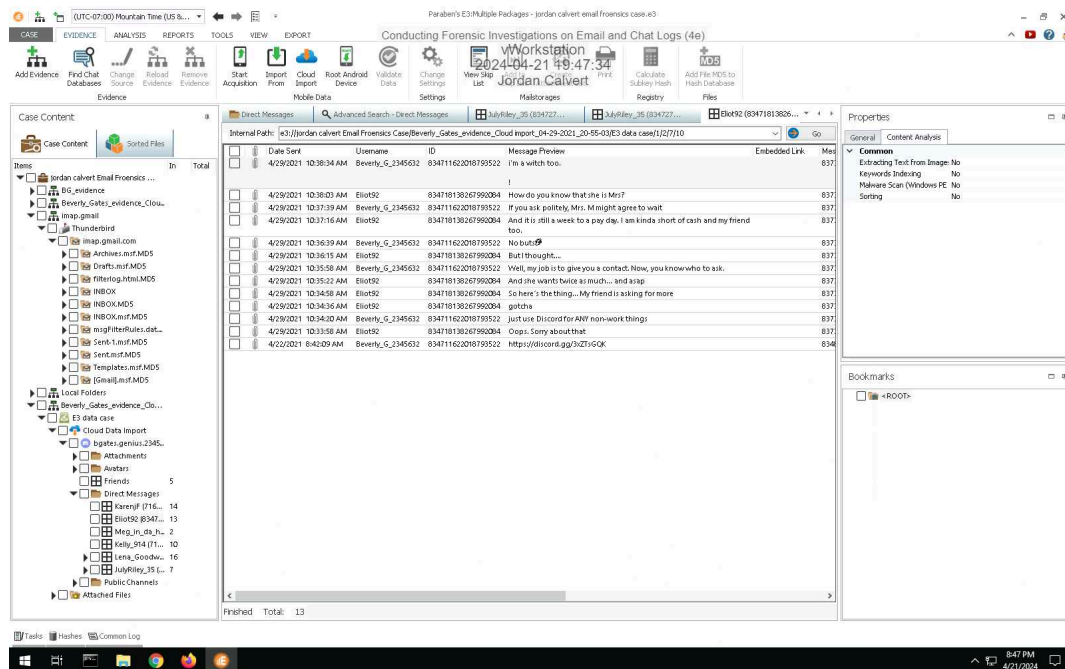 (UTC-07:00) Mountain Time (US &...
Paraben's E3:Multiple Packages - jordan calvert email froensics case.e3
CASE EVIDENCE ANALYSIS REPORTS TOOLS VIEW EXPORT
Conducting Forensic Investigations on Email and Chat Logs (4e)
vWorkstation
2024-04-21 19:47:34
Jordan Calvert
Add Evidence
Find Chat Databases
Change Source
Reload Evidence
Remove Evidence
Start Acquisition
Import From
Cloud Import
Root Android Device
Validate Data
Change Settings
View Skip List
Print
Calculate Subkey Hash
MD5
Add File MD5 to Hash Database
Evidence Mobile Data Settings Mailstorages Registry Files
Case Content
Case Content Sorted Files
Items In Total
jordan calvert Email Froensics ...
BG_evidence
Beverly_Gates_evidence_Clou...
imap.gmail
Thunderbird
imap.gmail.com
Archives.msf.MD5
Drafts.msf.MD5
filterlog.html.MD5
INBOX
INBOX.MD5
INBOX.msf.MD5
msgFilterRules.dat...
Sent-1.msf.MD5
Sent.msf.MD5
Templates.msf.MD5
[Gmail].msf.MD5
Local Folders
Beverly_Gates_evidence_Clo...
E3 data case
Cloud Data Import
bgates.genius.2345...
Attachments
Avatars
Friends 5
Direct Messages
KarenjF (716... 14
Eliot92 (8347... 13
Meg_in_da_h... 2
Kelly_914 (71... 10
Lena_Goodw... 16
JulyRiley_35 (... 7
Public Channels
Attached Files
Direct Messages Advanced Search - Direct Messages JulyRiley_35 (834727... JulyRiley_35 (834727... Eliot92 (83471813826...
Internal Path: e3://jordan calvert Email Froensics Case/Beverly_Gates_evidence_Cloud import_04-29-2021_20-55-03/E3 data case/1/2/7/10 Go
Date Sent Username ID Message Preview Embedded Link Mes
4/29/2021 10:38:34 AM Beverly_G_2345632 834711622018793522 i'm a witch too. 837
!
4/29/2021 10:38:03 AM Eliot92 834718138267992084 How do you know that she is Mrs? 837
4/29/2021 10:37:39 AM Beverly_G_2345632 834711622018793522 If you ask politely, Mrs. M might agree to wait 837
4/29/2021 10:37:16 AM Eliot92 834718138267992084 And it is still a week to a pay day. I am kinda short of cash and my friend 837
too.
4/29/2021 10:36:39 AM Beverly_G_2345632 834711622018793522 No buts 837
4/29/2021 10:36:15 AM Eliot92 834718138267992084 But I thought.... 837
4/29/2021 10:35:58 AM Beverly_G_2345632 834711622018793522 Well, my job is to give you a contact. Now, you know who to ask. 837
4/29/2021 10:35:22 AM Eliot92 834718138267992084 And she wants twice as much... and asap 837
4/29/2021 10:34:58 AM Eliot92 834718138267992084 So here's the thing... My friend is asking for more 837
4/29/2021 10:34:36 AM Eliot92 834718138267992084 gotcha 837
4/29/2021 10:34:20 AM Beverly_G_2345632 834711622018793522 just use Discord for ANY non-work things 837
4/29/2021 10:33:58 AM Eliot92 834718138267992084 Oops. Sorry about that 837
4/22/2021 8:42:09 AM Beverly_G_2345632 834711622018793522 https://discord.gg/3xZTsGQK 834
Finished Total: 13
Properties
General Content Analysis
Common
Extracting Text from Image: No
Keywords Indexing No
Malware Scan (Windows PE No
Sorting No
Bookmarks
<ROOT>
Tasks Hashes Common Log
8:47 PM
4/21/2024